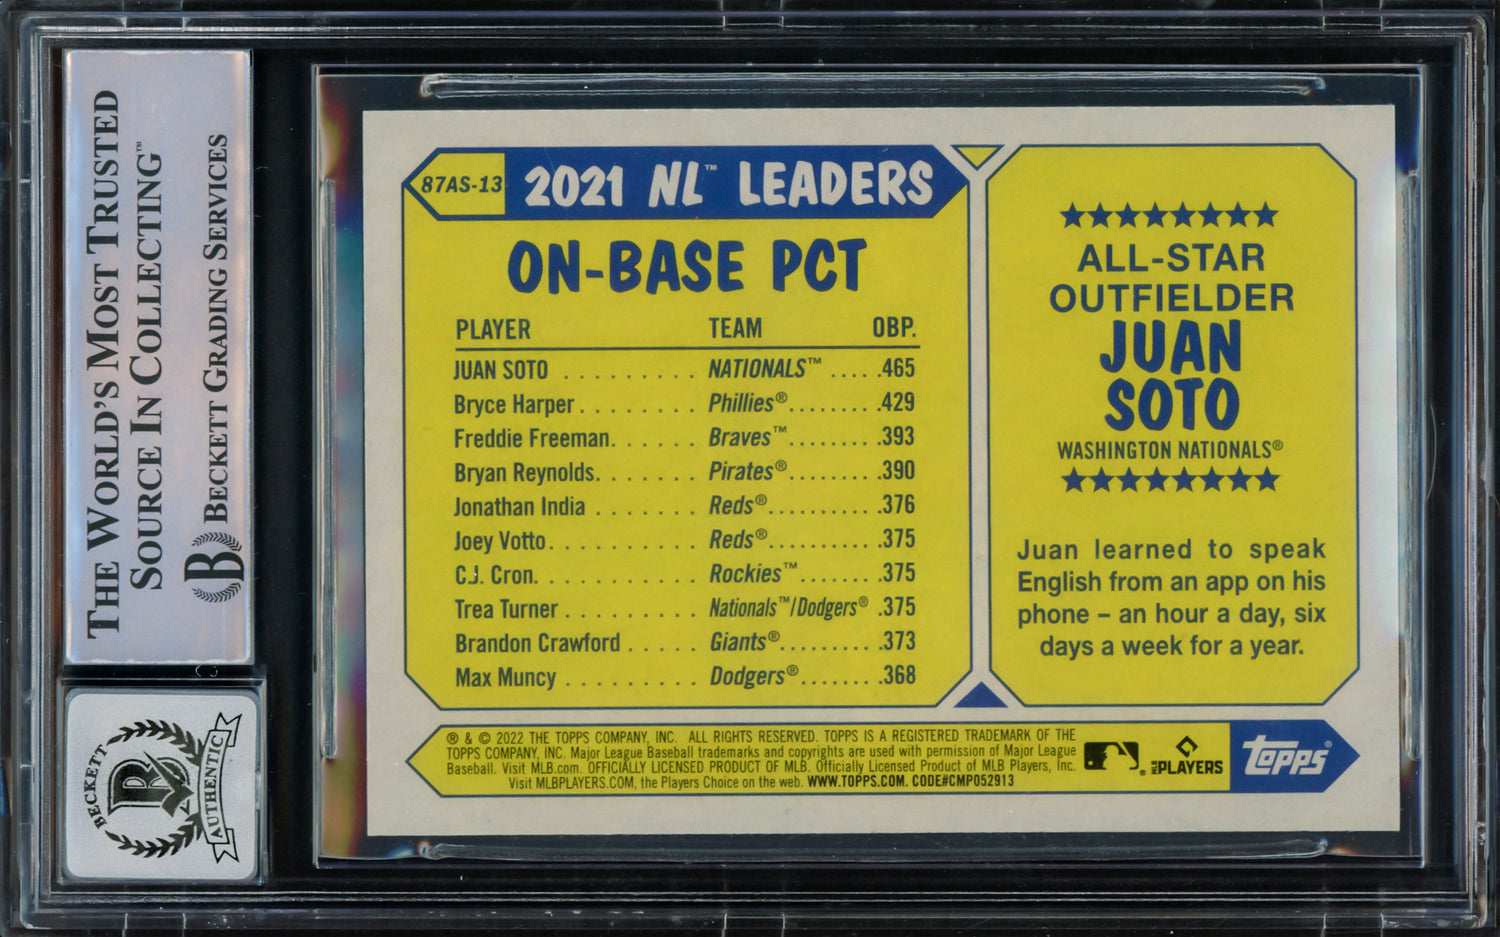 THE WORLD'S MOST TRUSTED
SOURCE IN COLLECTING™
B BECKETT GRADING SERVICES
BECKETT
B
AUTHENTIC
87AS-13
2021 NL™ LEADERS
ON-BASE PCT
PLAYER TEAM OBP.
JUAN SOTO . . . . . . . . . NATIONALS™ . . . . .465
Bryce Harper . . . . . . . . Phillies® . . . . . . . . .429
Freddie Freeman. . . . . . Braves™ . . . . . . . . .393
Bryan Reynolds. . . . . . . Pirates® . . . . . . . . .390
Jonathan India . . . . . . . Reds® . . . . . . . . . . .376
Joey Votto. . . . . . . . . . Reds® . . . . . . . . . . .375
C.J. Cron. . . . . . . . . . . Rockies™ . . . . . . . .375
Trea Turner . . . . . . . . . Nationals™/Dodgers® .375
Brandon Crawford . . . . . Giants® . . . . . . . . . .373
Max Muncy . . . . . . . . . Dodgers® . . . . . . . .368
ALL-STAR
OUTFIELDER
JUAN
SOTO
WASHINGTON NATIONALS®
Juan learned to speak
English from an app on his
phone – an hour a day, six
days a week for a year.
® & © 2022 THE TOPPS COMPANY, INC. ALL RIGHTS RESERVED. TOPPS IS A REGISTERED TRADEMARK OF THE
TOPPS COMPANY, INC. Major League Baseball trademarks and copyrights are used with permission of Major League
Baseball. Visit MLB.com. OFFICIALLY LICENSED PRODUCT OF MLB. Officially Licensed Product of MLB Players, Inc.
Visit MLBPLAYERS.COM, the Players Choice on the web. WWW.TOPPS.COM. CODE#CMP052913
MLB PLAYERS
topps®